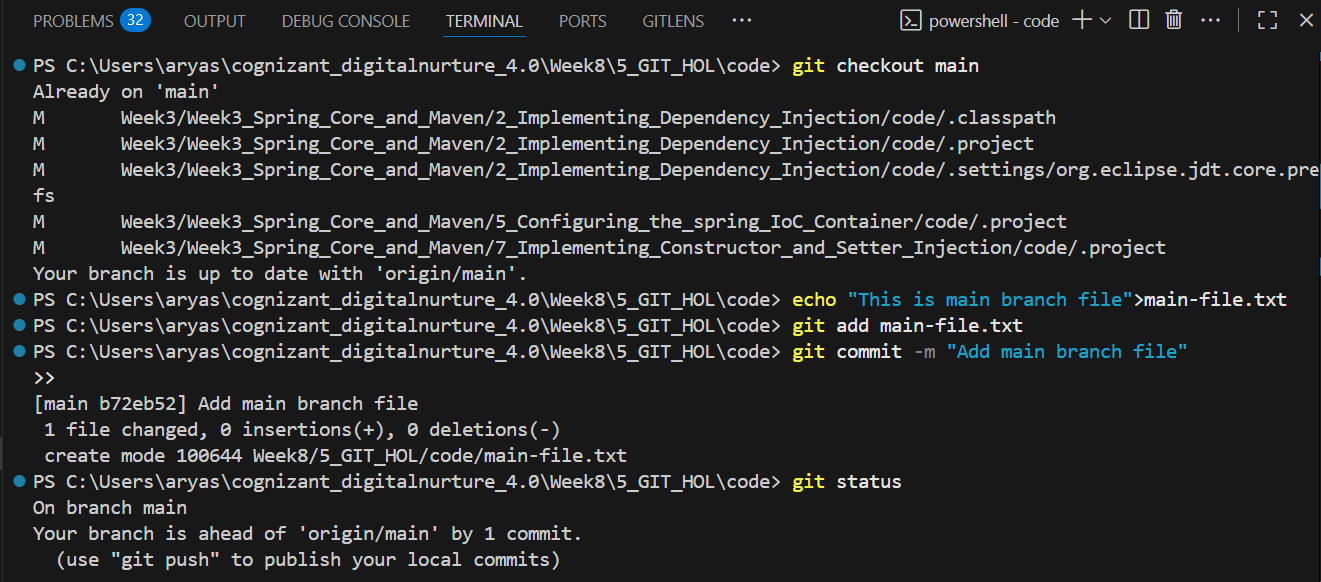 PROBLEMS 32 OUTPUT DEBUG CONSOLE TERMINAL PORTS GITLENS ··· powershell - code ···
PS C:\Users\aryas\cognizant_digitalnurture_4.0\Week8\5_GIT_HOL\code> git checkout main
Already on 'main'
M       Week3/Week3_Spring_Core_and_Maven/2_Implementing_Dependency_Injection/code/.classpath
M       Week3/Week3_Spring_Core_and_Maven/2_Implementing_Dependency_Injection/code/.project
M       Week3/Week3_Spring_Core_and_Maven/2_Implementing_Dependency_Injection/code/.settings/org.eclipse.jdt.core.pre
fs
M       Week3/Week3_Spring_Core_and_Maven/5_Configuring_the_spring_IoC_Container/code/.project
M       Week3/Week3_Spring_Core_and_Maven/7_Implementing_Constructor_and_Setter_Injection/code/.project
Your branch is up to date with 'origin/main'.
PS C:\Users\aryas\cognizant_digitalnurture_4.0\Week8\5_GIT_HOL\code> echo "This is main branch file">main-file.txt
PS C:\Users\aryas\cognizant_digitalnurture_4.0\Week8\5_GIT_HOL\code> git add main-file.txt
PS C:\Users\aryas\cognizant_digitalnurture_4.0\Week8\5_GIT_HOL\code> git commit -m "Add main branch file"
>>
[main b72eb52] Add main branch file
 1 file changed, 0 insertions(+), 0 deletions(-)
 create mode 100644 Week8/5_GIT_HOL/code/main-file.txt
PS C:\Users\aryas\cognizant_digitalnurture_4.0\Week8\5_GIT_HOL\code> git status
On branch main
Your branch is ahead of 'origin/main' by 1 commit.
  (use "git push" to publish your local commits)